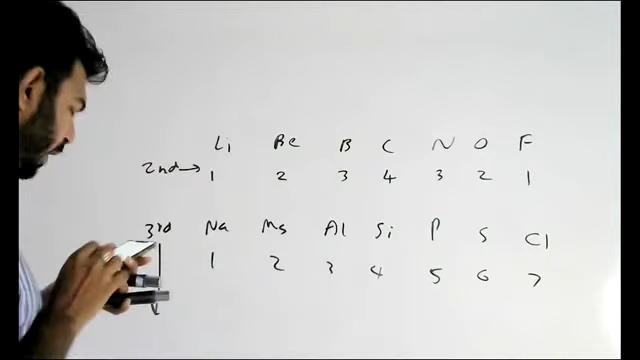 Li Be B C N O F
2nd → 1 2 3 4 3 2 1
3rd Na Mg Al Si P S Cl
1 2 3 4 5 6 7